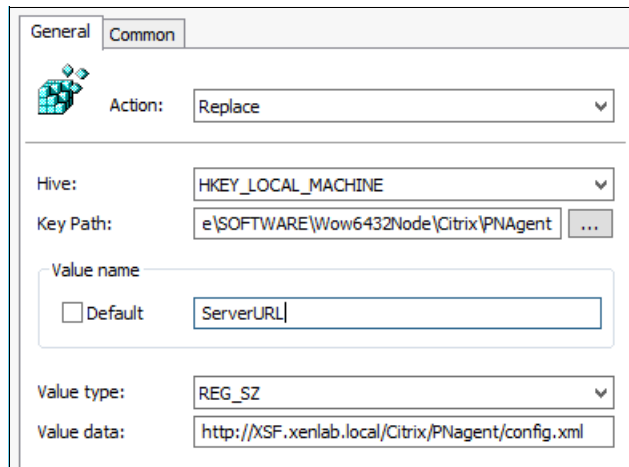 General Common
Action: Replace
Hive: HKEY_LOCAL_MACHINE
Key Path: e\SOFTWARE\Wow6432Node\Citrix\PNAgent ...
Value name
Default ServerURL
Value type: REG_SZ
Value data: http://XSF.xenlab.local/Citrix/PNagent/config.xml